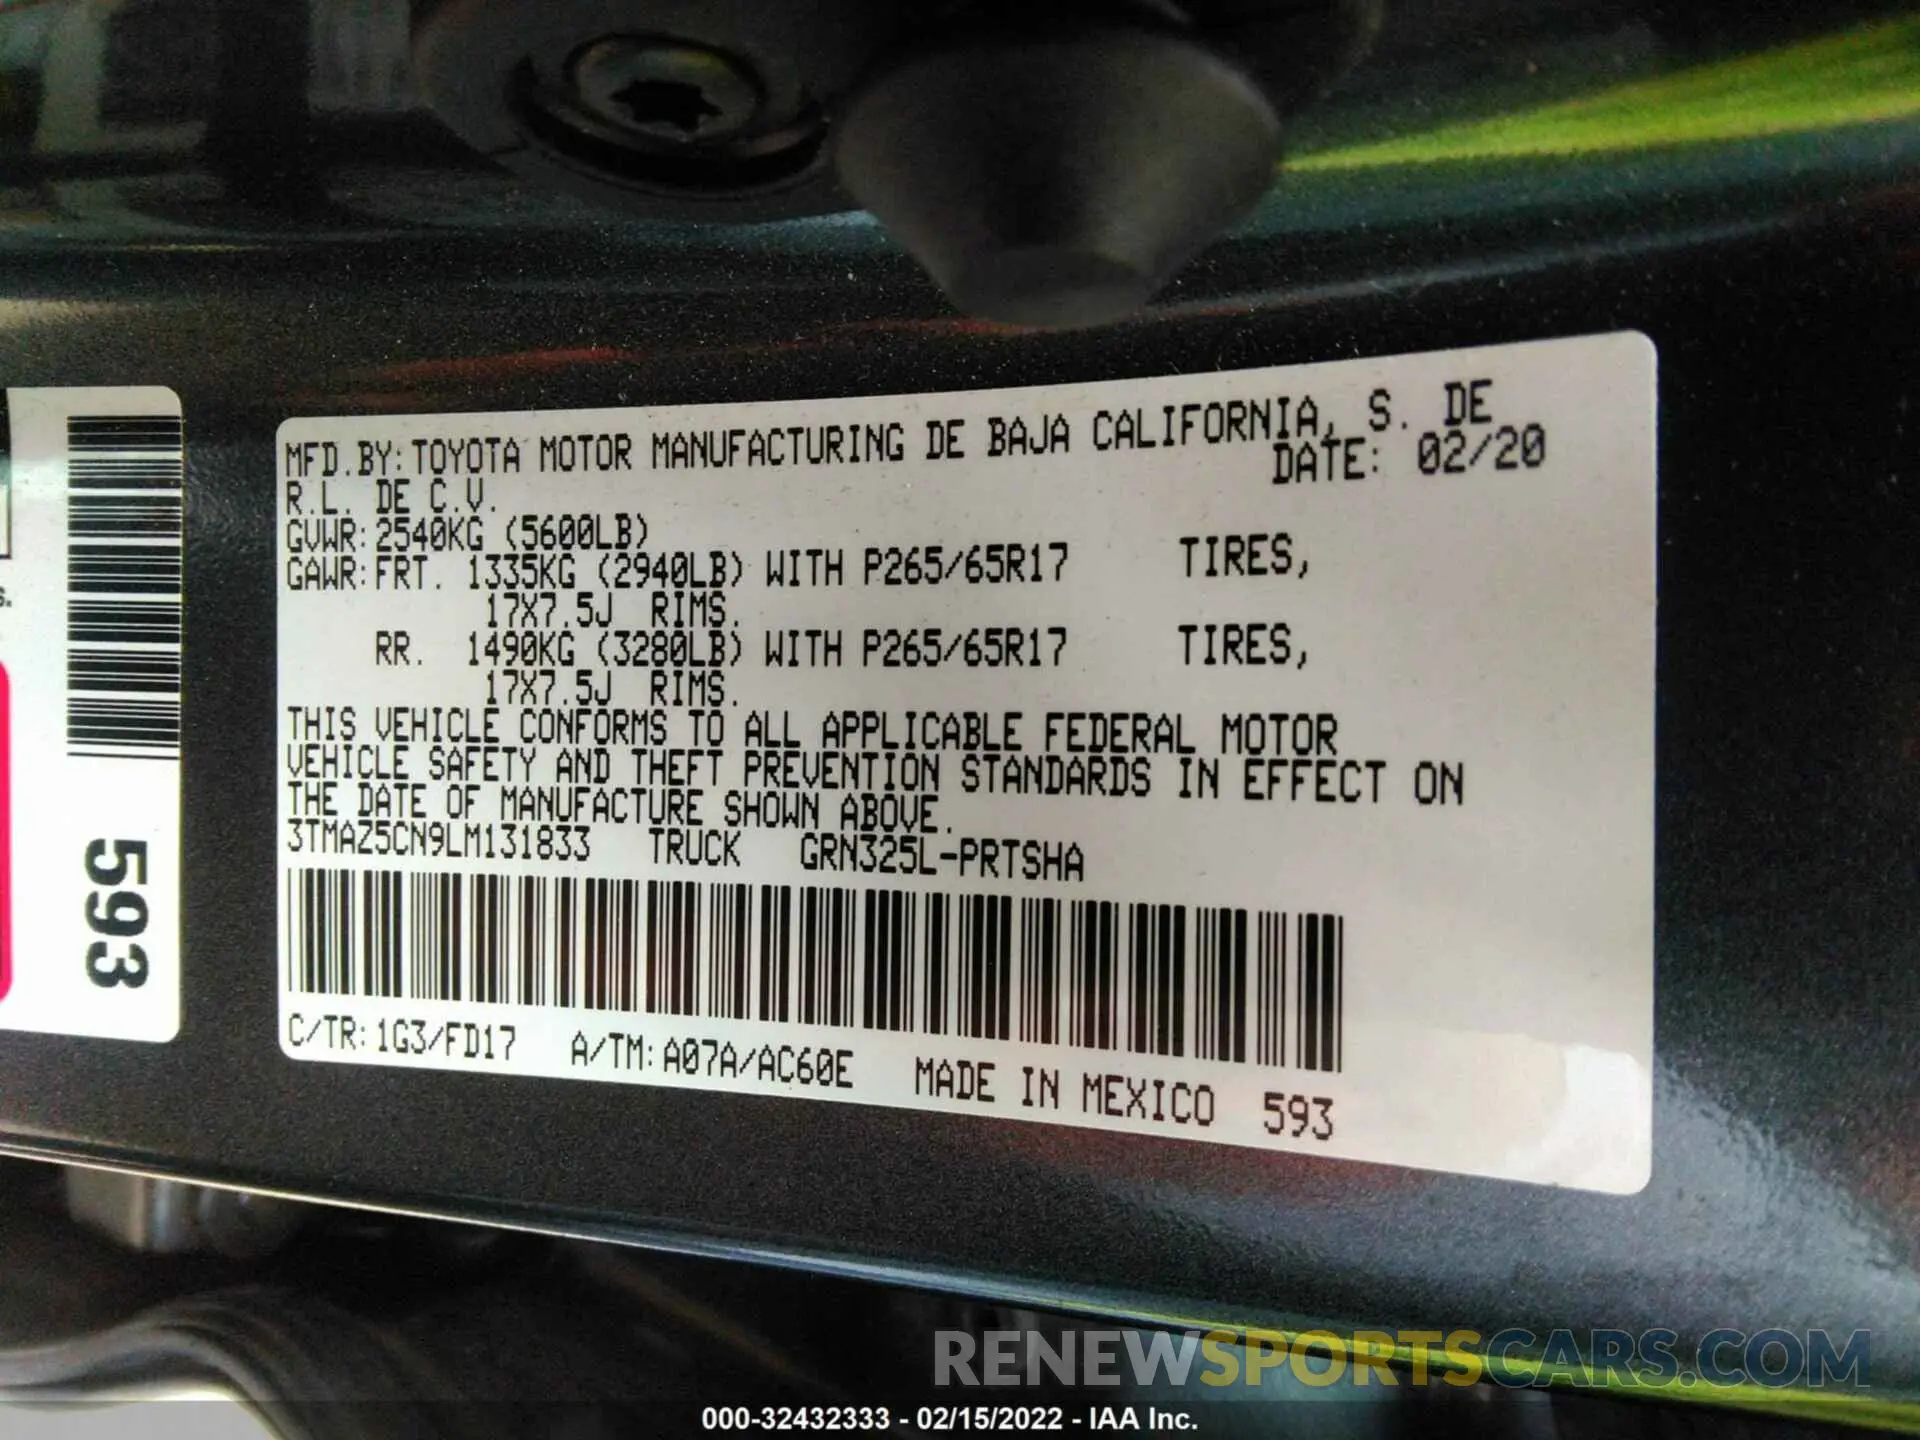 MFD.BY:TOYOTA MOTOR MANUFACTURING DE BAJA CALIFORNIA, S. DE
R.L. DE C.V.
DATE: 02/20
GVWR:2540KG (5600LB)
GAWR:FRT. 1335KG (2940LB) WITH P265/65R17 TIRES,
17X7.5J RIMS.
RR. 1490KG (3280LB) WITH P265/65R17 TIRES,
17X7.5J RIMS.
THIS VEHICLE CONFORMS TO ALL APPLICABLE FEDERAL MOTOR
VEHICLE SAFETY AND THEFT PREVENTION STANDARDS IN EFFECT ON
THE DATE OF MANUFACTURE SHOWN ABOVE.
3TMAZ5CN9LM131833 TRUCK GRN325L-PRTSHA
C/TR:1G3/FD17 A/TM:A07A/AC60E MADE IN MEXICO 593
593
RENEWSPORTSCARS.COM
000-32432333 - 02/15/2022 - IAA Inc.